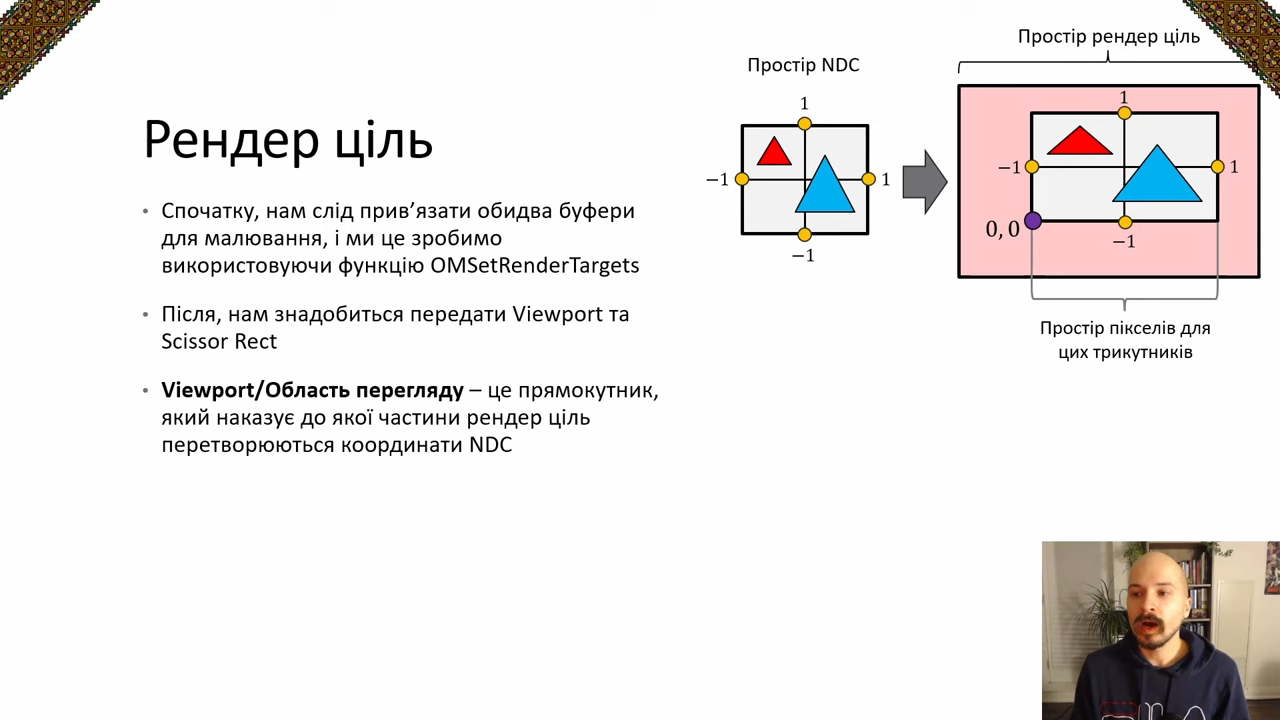 Рендер ціль
Спочатку, нам слід прив’язати обидва буфери
для малювання, і ми це зробимо
використовуючи функцію OMSetRenderTargets
Після, нам знадобиться передати Viewport та
Scissor Rect
Viewport/Область перегляду – це прямокутник,
який наказує до якої частини рендер ціль
перетворюються координати NDC
Простір NDC
1
−1
1
−1
Простір рендер ціль
1
−1
1
0, 0
−1
Простір пікселів для
цих трикутників